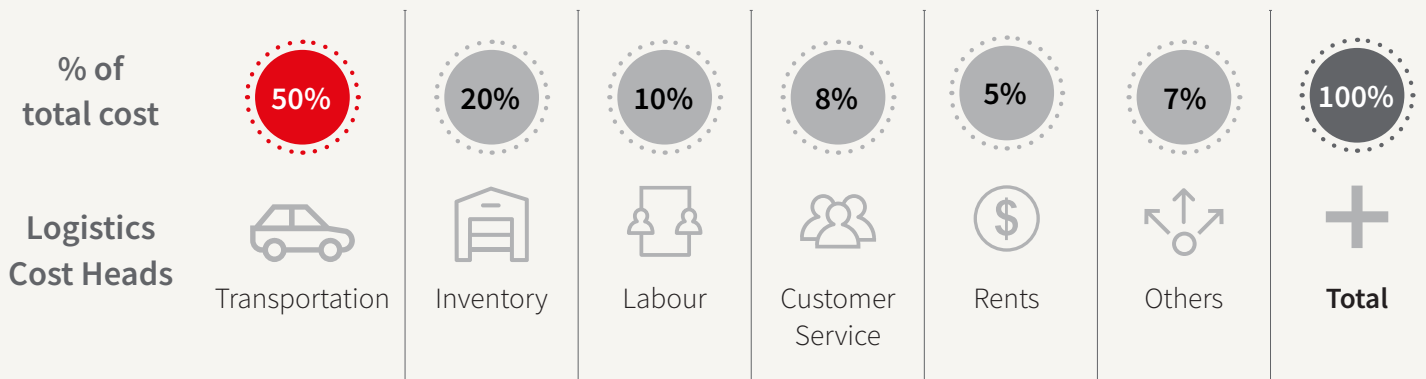 % of
total cost
50%
20%
10%
8%
5%
7%
100%
Logistics
Cost Heads
Transportation
Inventory
Labour
Customer
Service
$
Rents
Others
Total